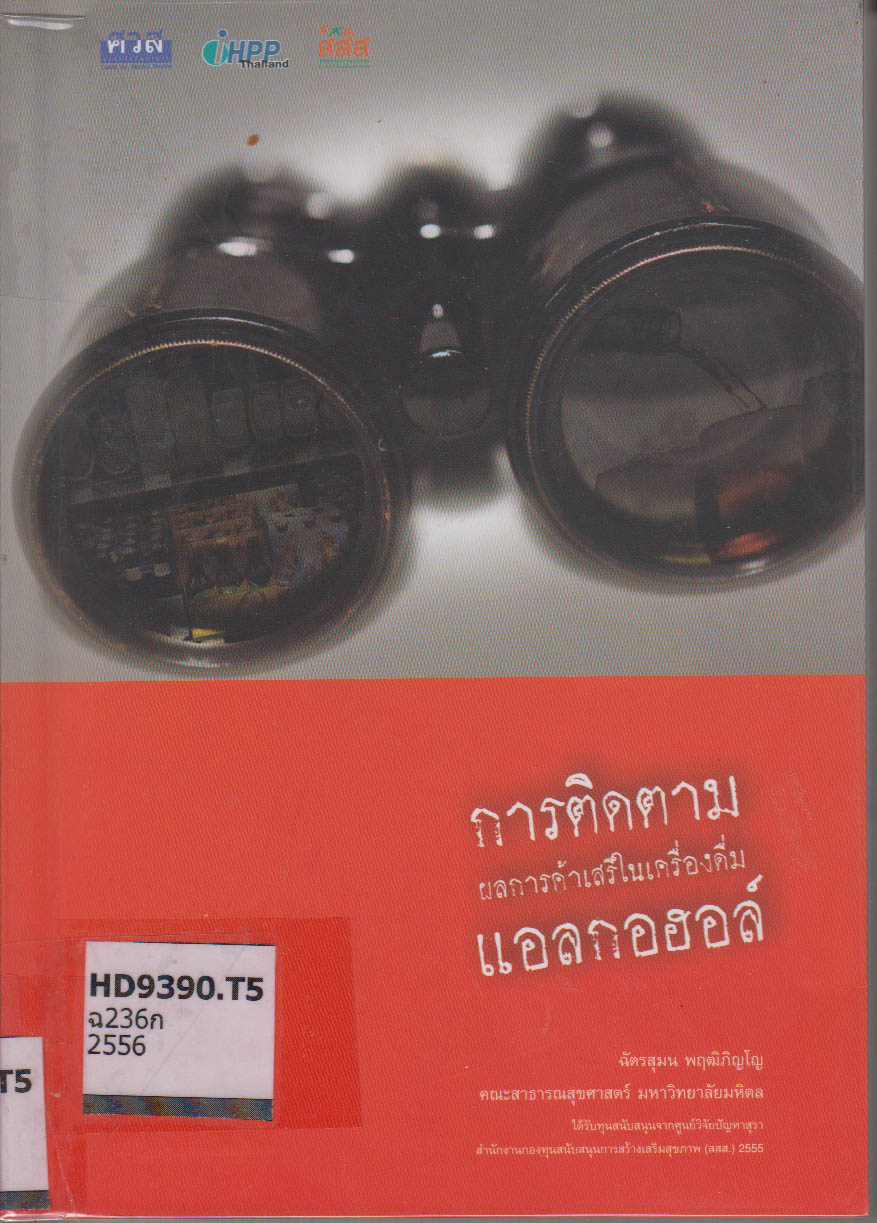 ศวส
iHPP
Thailand
สสส
การติดตาม
ผลการค้าเสรีในเครื่องดื่ม
แอลกอฮอล์
HD9390.T5
ฉ236ก
2556
T5
ฉัตรสุมน พฤฒิภิญโญ
คณะสาธารณสุขศาสตร์ มหาวิทยาลัยมหิดล
ได้รับทุนสนับสนุนจากศูนย์วิจัยปัญหาสุรา
สำนักงานกองทุนสนับสนุนการสร้างเสริมสุขภาพ (สสส.) 2555